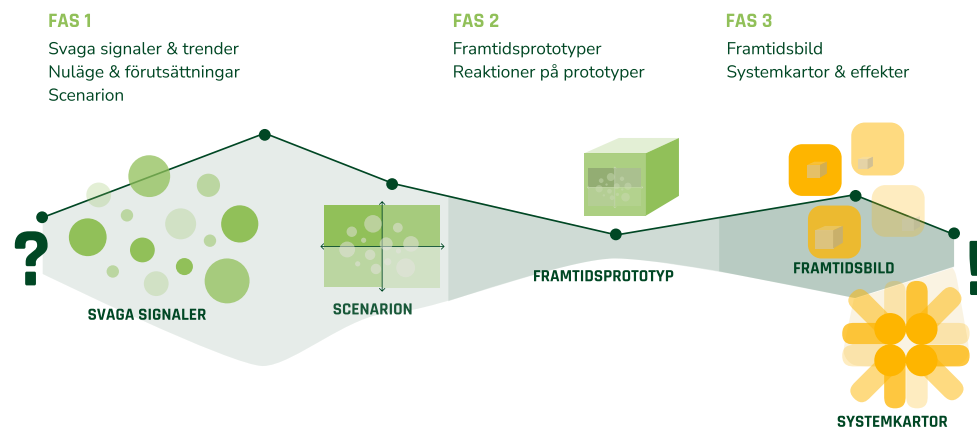 FAS 1
Svaga signaler & trender
Nuläge & förutsättningar
Scenarion
FAS 2
Framtidsprototyper
Reaktioner på prototyper
FAS 3
Framtidsbild
Systemkartor & effekter
?
SVAGA SIGNALER
SCENARION
FRAMTIDSPROTOTYP
FRAMTIDSBILD
!
SYSTEMKARTOR